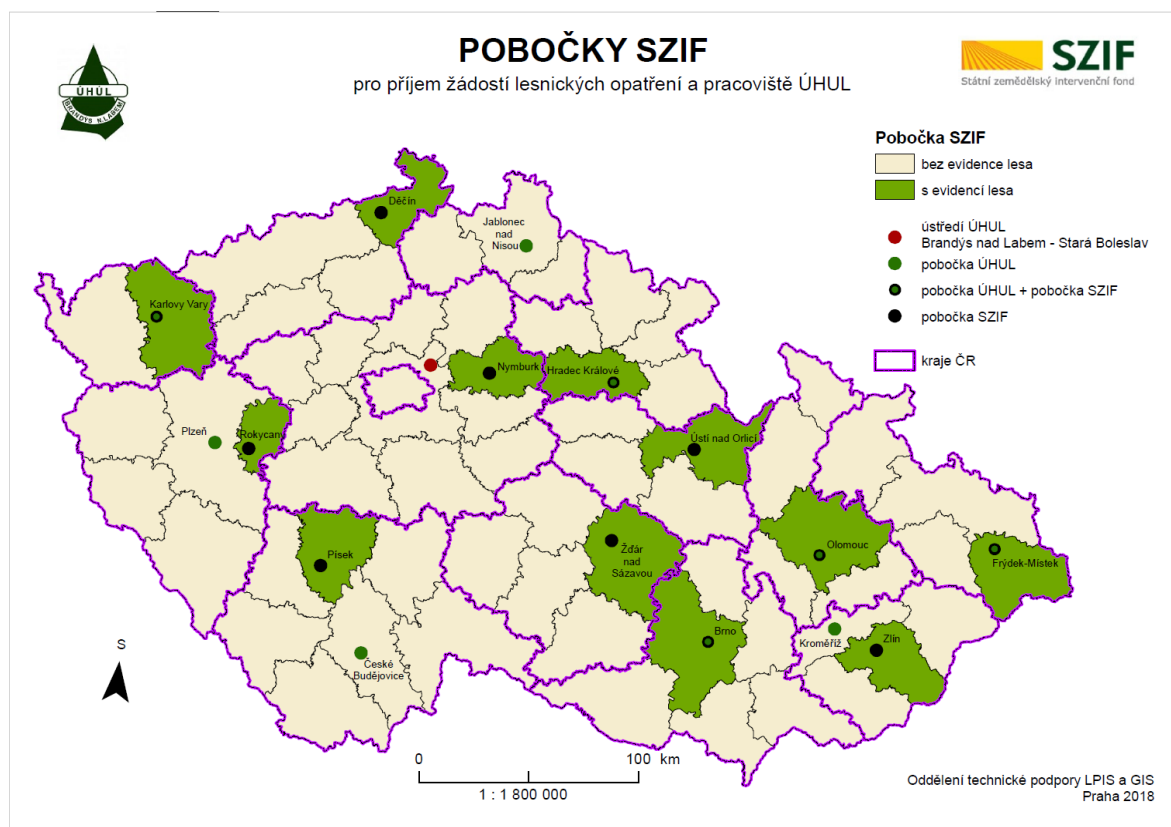 POBOČKY SZIF
pro příjem žádostí lesnických opatření a pracoviště ÚHUL
ÚHÚL
BRANDÝS N.LABEM
SZIF
Státní zemědělský intervenční fond
Pobočka SZIF
bez evidence lesa
s evidencí lesa
ústředí ÚHUL
Brandýs nad Labem - Stará Boleslav
pobočka ÚHUL
pobočka ÚHUL + pobočka SZIF
pobočka SZIF
kraje ČR
Děčín
Jablonec
nad
Nisou
Karlovy Vary
Nymburk
Hradec Králové
Plzeň
Rokycany
Ústí nad Orlicí
Písek
Žďár
nad
Sázavou
Olomouc
Frýdek-Místek
Brno
Kroměříž
Zlín
České
Budějovice
S
0 100 km
1 : 1 800 000
Oddělení technické podpory LPIS a GIS
Praha 2018